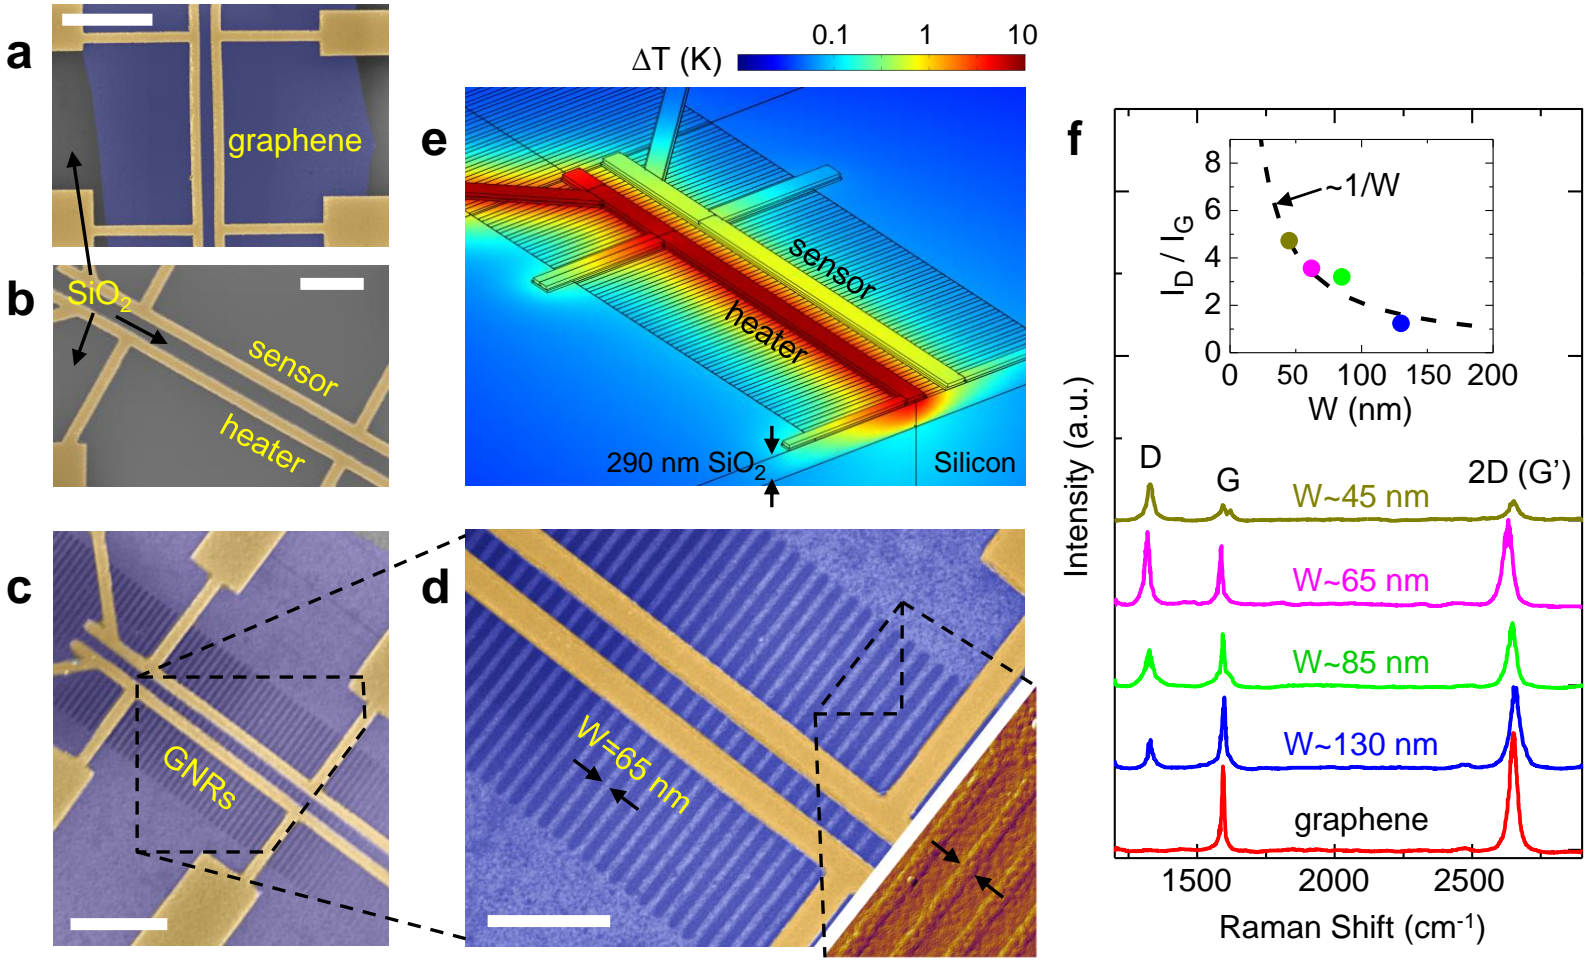 a
graphene
b
SiO2
sensor
heater
c
GNRs
d
W=65 nm
ΔT (K)
0.1
1
10
e
sensor
heater
290 nm SiO2
Silicon
f
8
6
4
2
0
ID / IG
~1/W
0
50
100
150
200
W (nm)
Intensity (a.u.)
D
G
2D (G’)
W~45 nm
W~65 nm
W~85 nm
W~130 nm
graphene
1500
2000
2500
Raman Shift (cm-1)